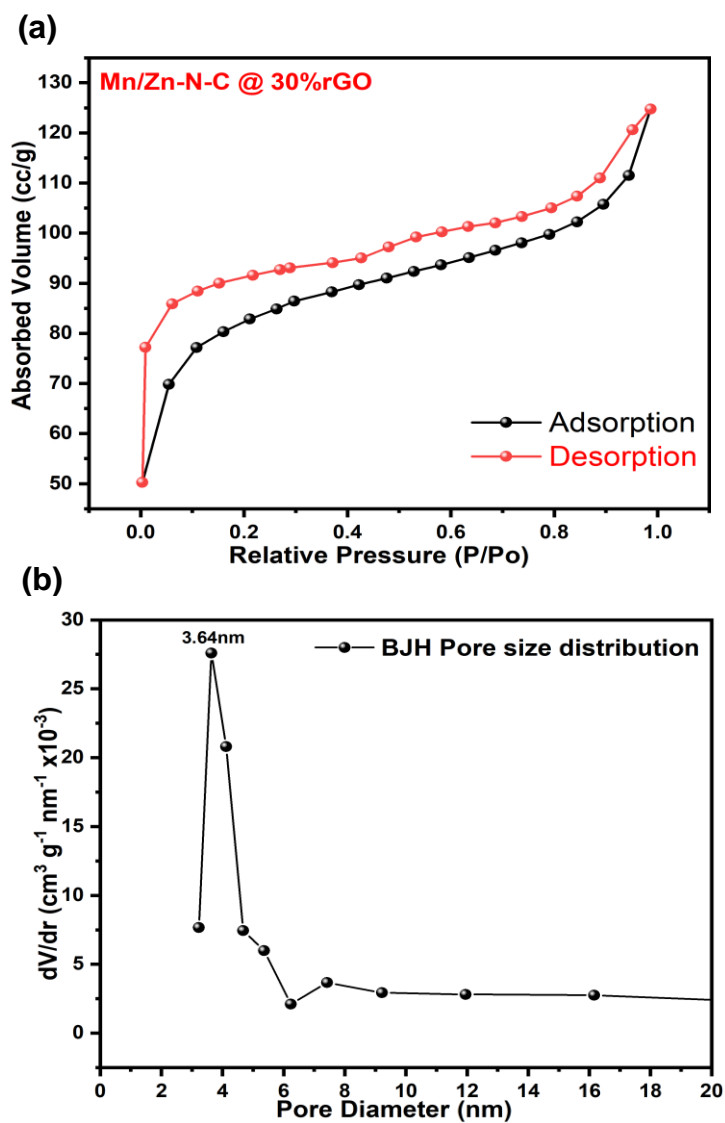 (a)
Mn/Zn-N-C @ 30%rGO
Absorbed Volume (cc/g)
130
120
110
100
90
80
70
60
50
Adsorption
Desorption
0.0 0.2 0.4 0.6 0.8 1.0
Relative Pressure (P/Po)
(b)
3.64nm
BJH Pore size distribution
dV/dr (cm³ g⁻¹ nm⁻¹ x10⁻³)
30
25
20
15
10
5
0
0 2 4 6 8 10 12 14 16 18 20
Pore Diameter (nm)